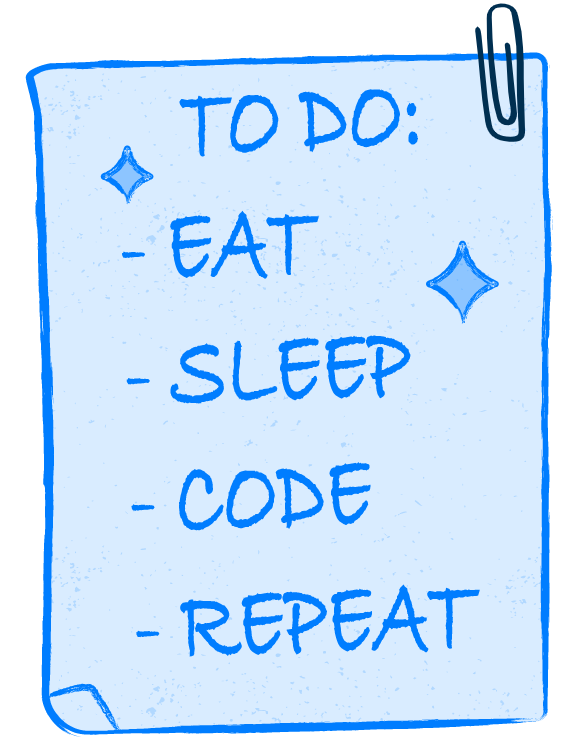 TO DO:
- EAT
- SLEEP
- CODE
- REPEAT